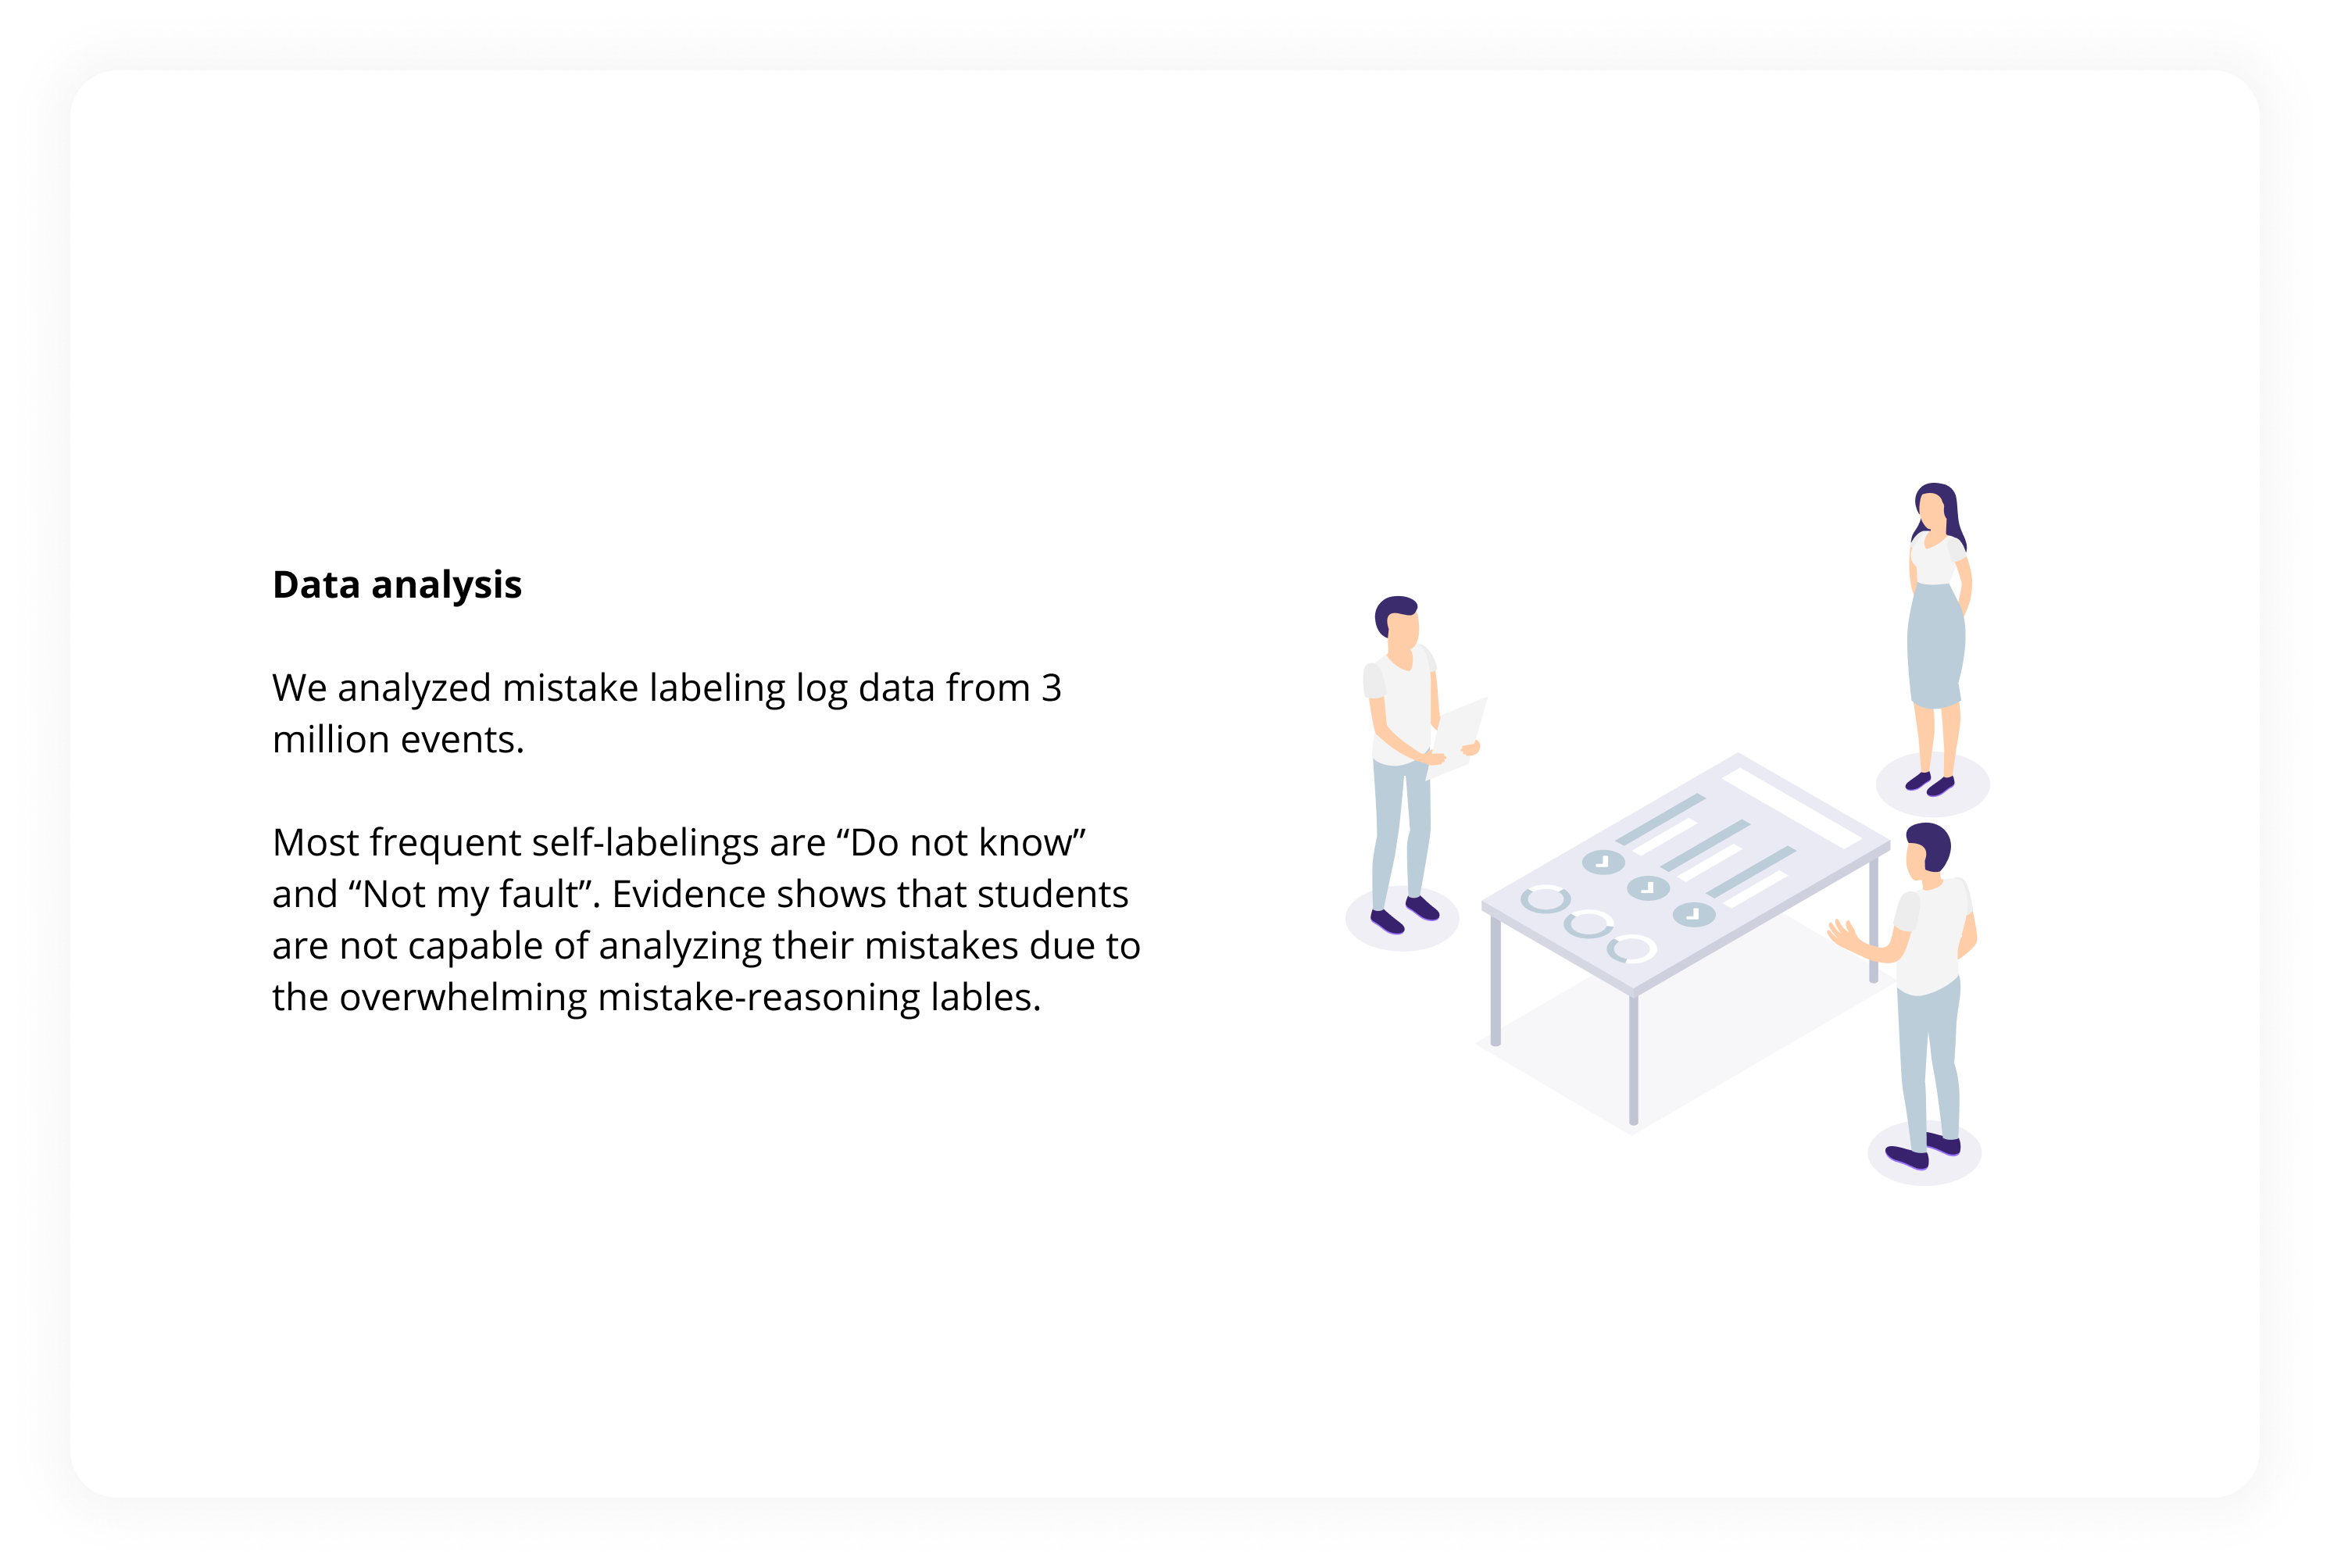 Data analysis
We analyzed mistake labeling log data from 3
million events.
Most frequent self-labelings are “Do not know”
and “Not my fault”. Evidence shows that students
are not capable of analyzing their mistakes due to
the overwhelming mistake-reasoning lables.